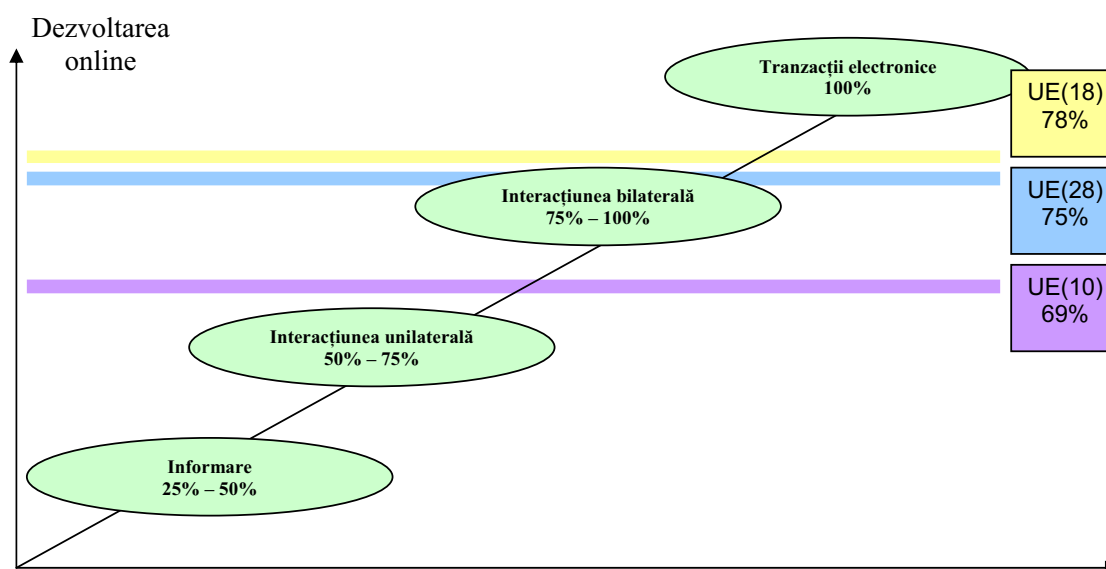 Dezvoltarea
online
Tranzacții electronice
100%
UE(18)
78%
Interacțiunea bilaterală
75% – 100%
UE(28)
75%
UE(10)
69%
Interacțiunea unilaterală
50% – 75%
Informare
25% – 50%